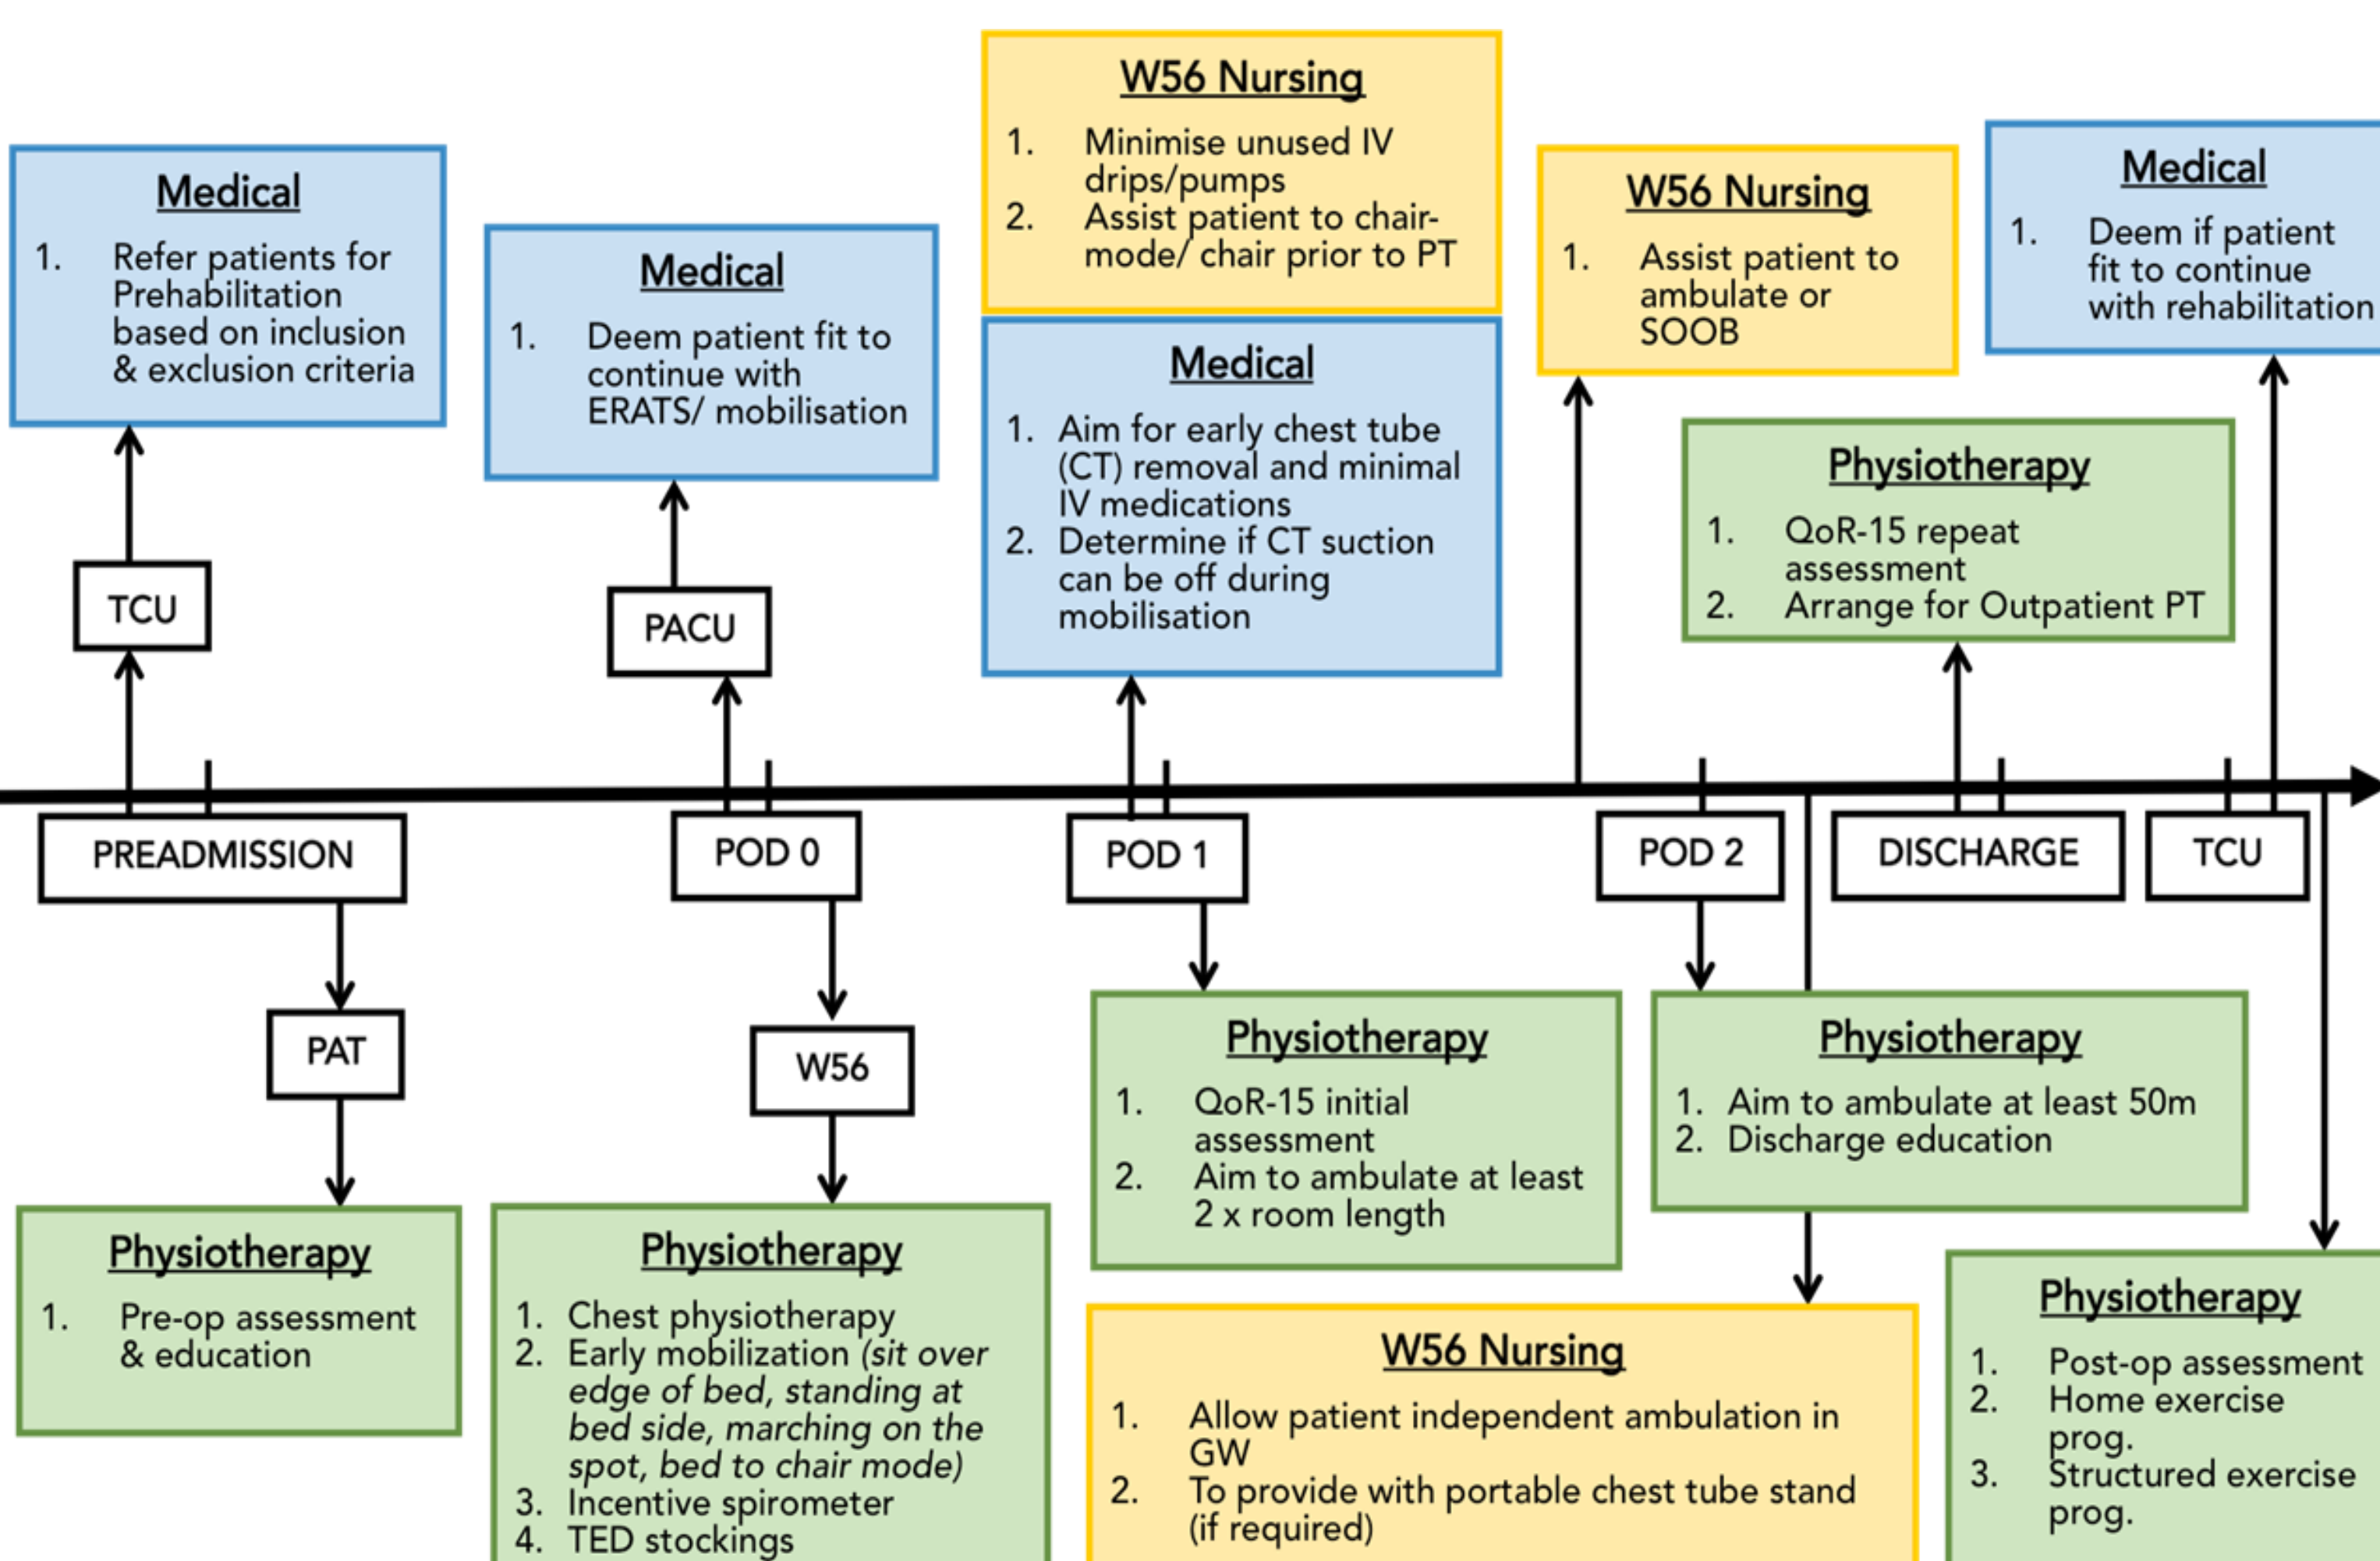 W56 Nursing
1. Minimise unused IV
drips/pumps
2. Assist patient to chair-
mode/ chair prior to PT
Medical
1. Refer patients for
Prehabilitation
based on inclusion
& exclusion criteria
Medical
1. Deem patient fit to
continue with
ERATS/ mobilisation
Medical
1. Aim for early chest tube
(CT) removal and minimal
IV medications
2. Determine if CT suction
can be off during
mobilisation
W56 Nursing
1. Assist patient to
ambulate or
SOOB
Medical
1. Deem if patient
fit to continue
with rehabilitation
Physiotherapy
1. QoR-15 repeat
assessment
2. Arrange for Outpatient PT
TCU
PACU
PREADMISSION
POD 0
POD 1
POD 2
DISCHARGE
TCU
PAT
W56
Physiotherapy
1. Pre-op assessment
& education
Physiotherapy
1. Chest physiotherapy
2. Early mobilization (sit over
edge of bed, standing at
bed side, marching on the
spot, bed to chair mode)
3. Incentive spirometer
4. TED stockings
Physiotherapy
1. QoR-15 initial
assessment
2. Aim to ambulate at least
2 x room length
Physiotherapy
1. Aim to ambulate at least 50m
2. Discharge education
W56 Nursing
1. Allow patient independent ambulation in
GW
2. To provide with portable chest tube stand
(if required)
Physiotherapy
1. Post-op assessment
2. Home exercise
prog.
3. Structured exercise
prog.